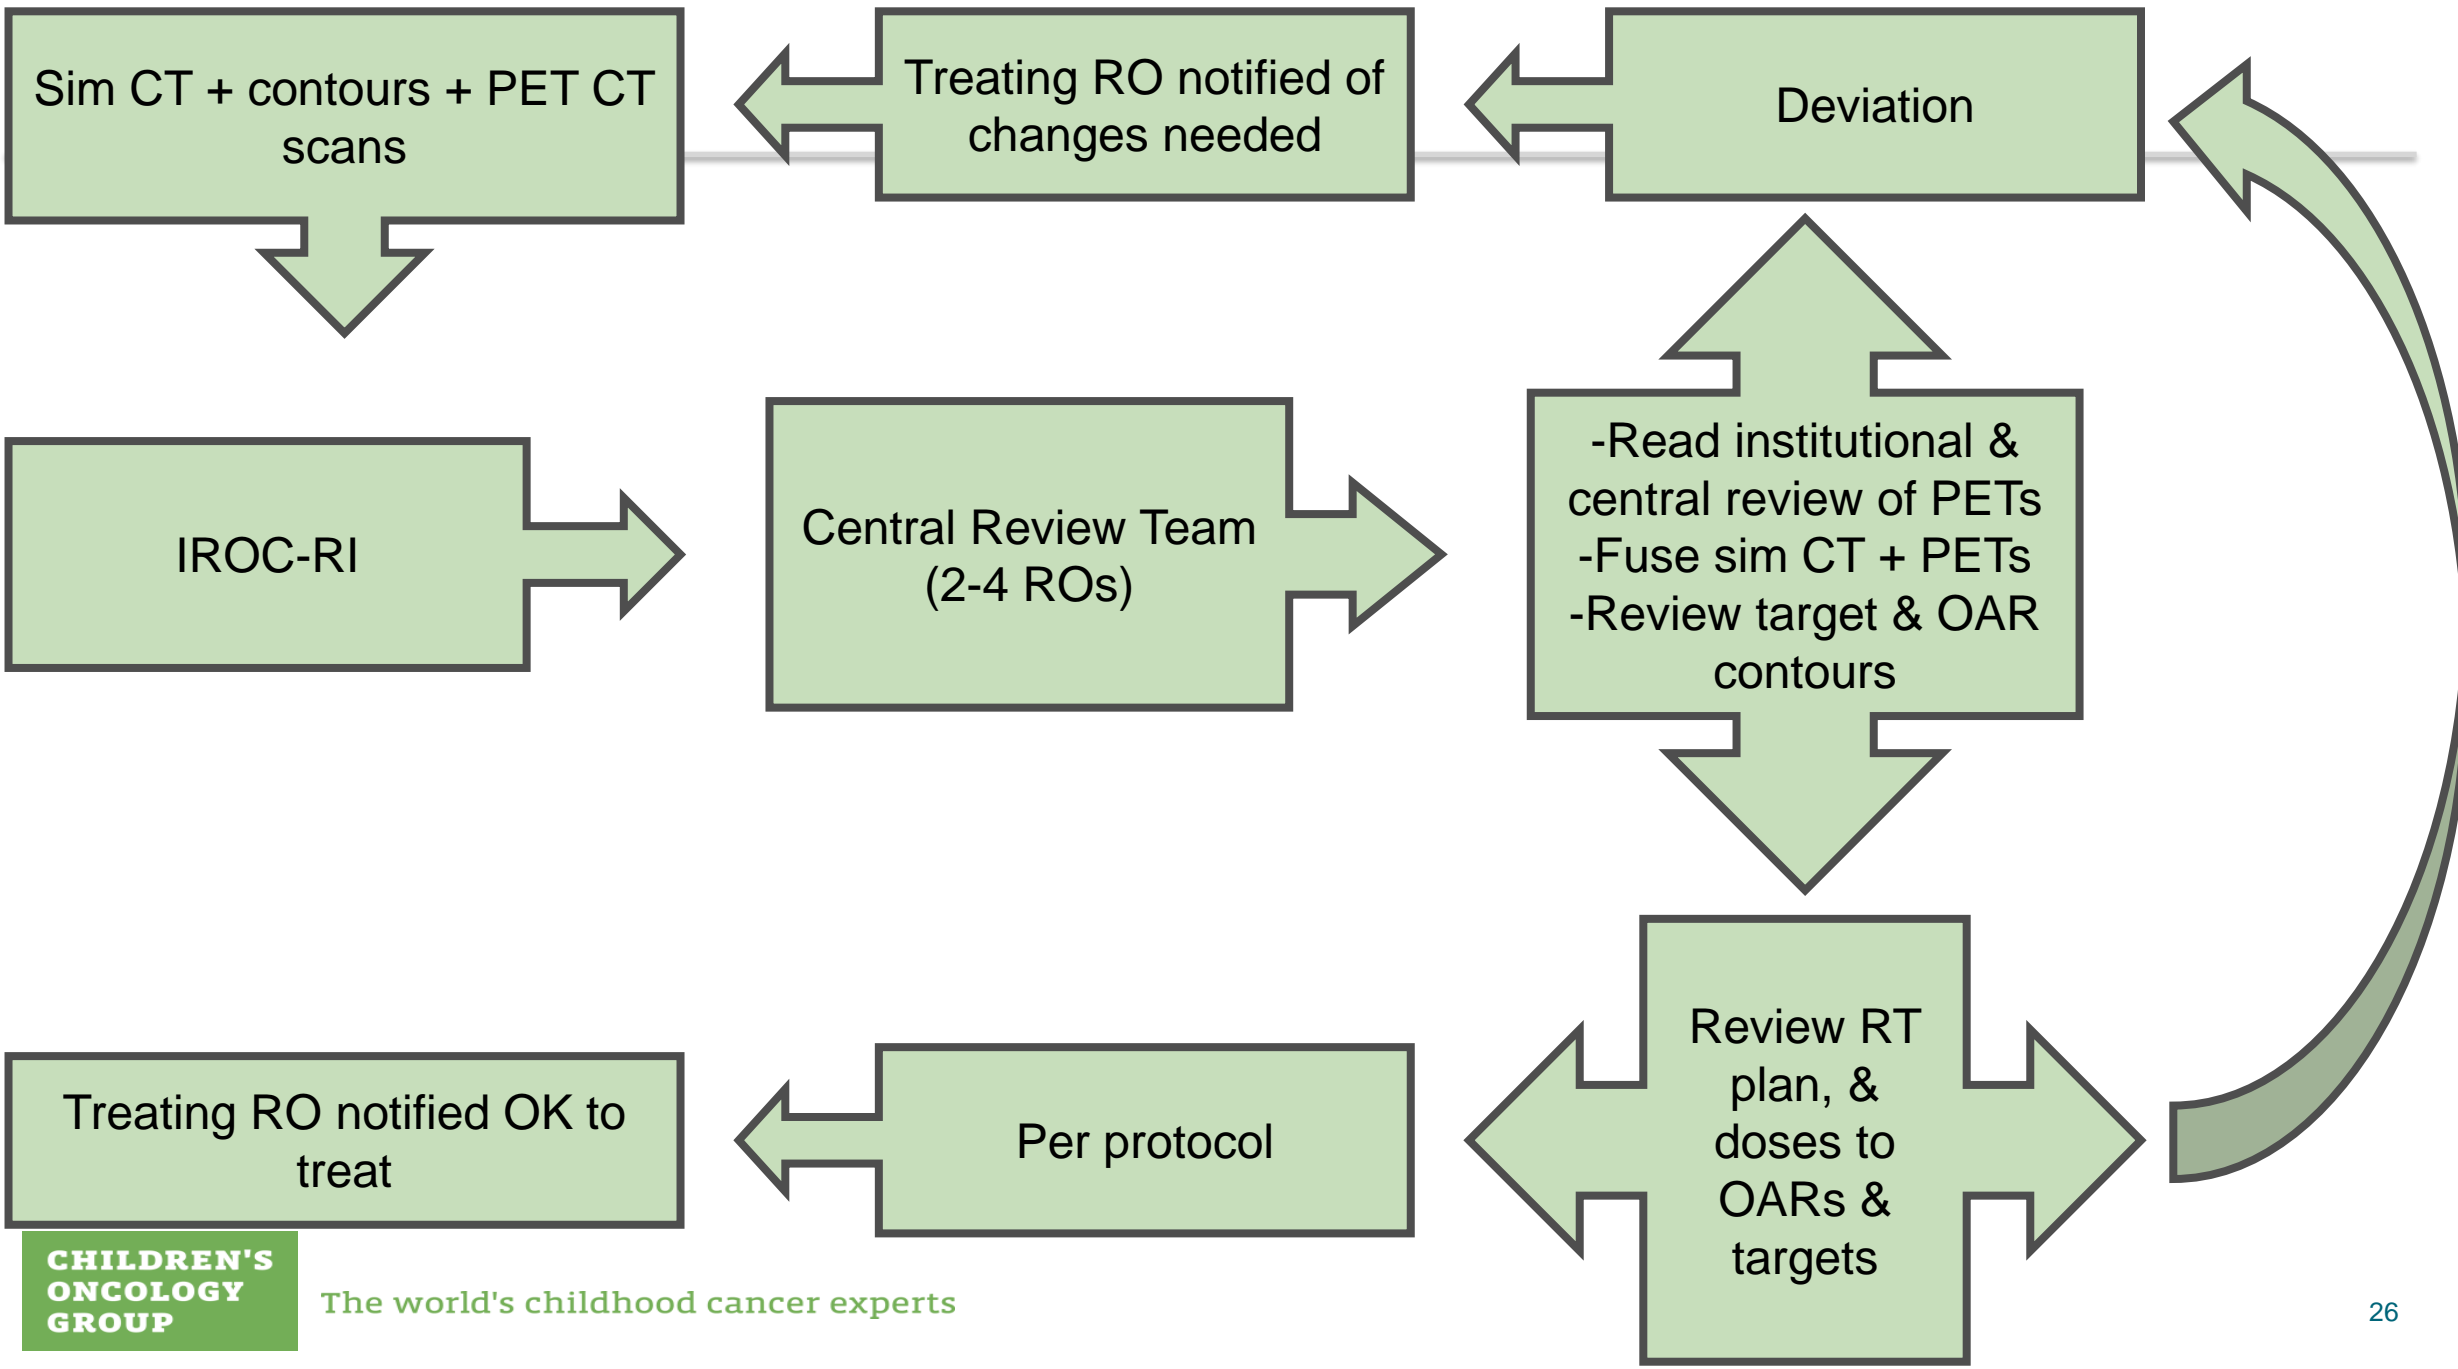 Sim CT + contours + PET CT
scans
Treating RO notified of
changes needed
Deviation
IROC-RI
Central Review Team
(2-4 ROs)
-Read institutional &
central review of PETs
-Fuse sim CT + PETs
-Review target & OAR
contours
Treating RO notified OK to
treat
Per protocol
Review RT
plan, &
doses to
OARs &
targets
CHILDREN'S
ONCOLOGY
GROUP
The world's childhood cancer experts
26